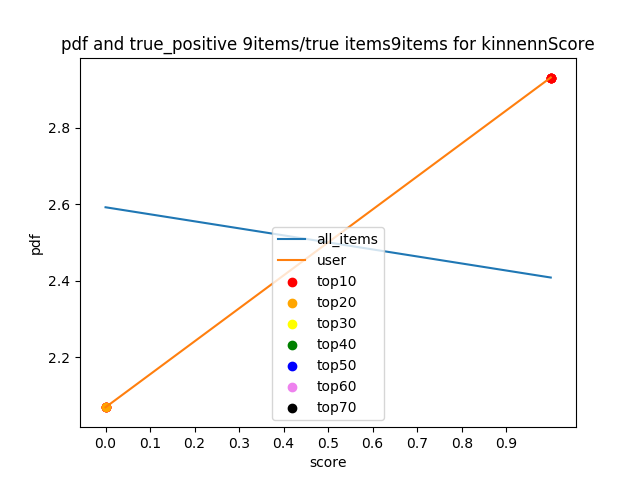 pdf and true_positive 9items/true items9items for kinnennScore
pdf
2.8
2.6
2.4
2.2
all_items
user
top10
top20
top30
top40
top50
top60
top70
0.0 0.1 0.2 0.3 0.4 0.5 0.6 0.7 0.8 0.9
score